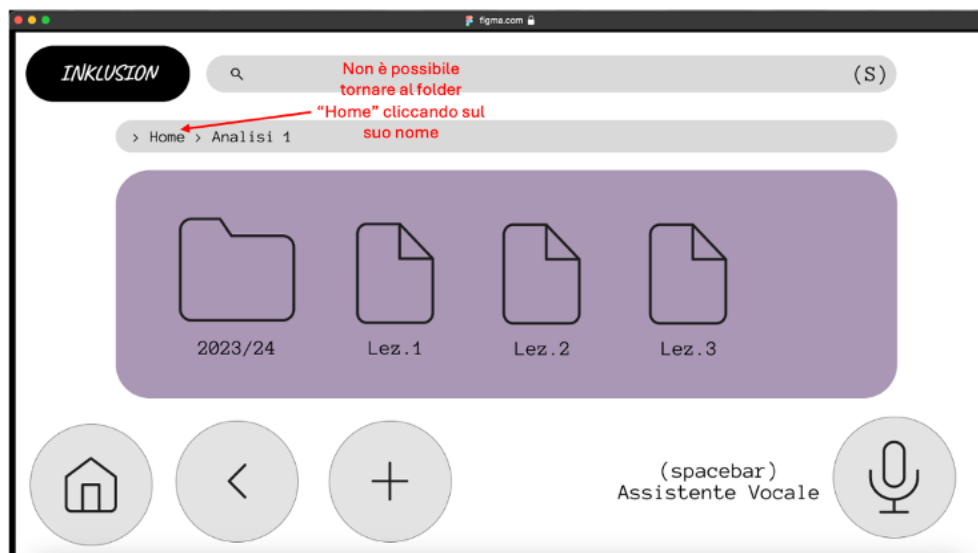 figma.com
INKLUSION
(S)
Non è possibile
tornare al folder
“Home” cliccando sul
suo nome
> Home > Analisi 1
2023/24
Lez.1
Lez.2
Lez.3
(spacebar)
Assistente Vocale